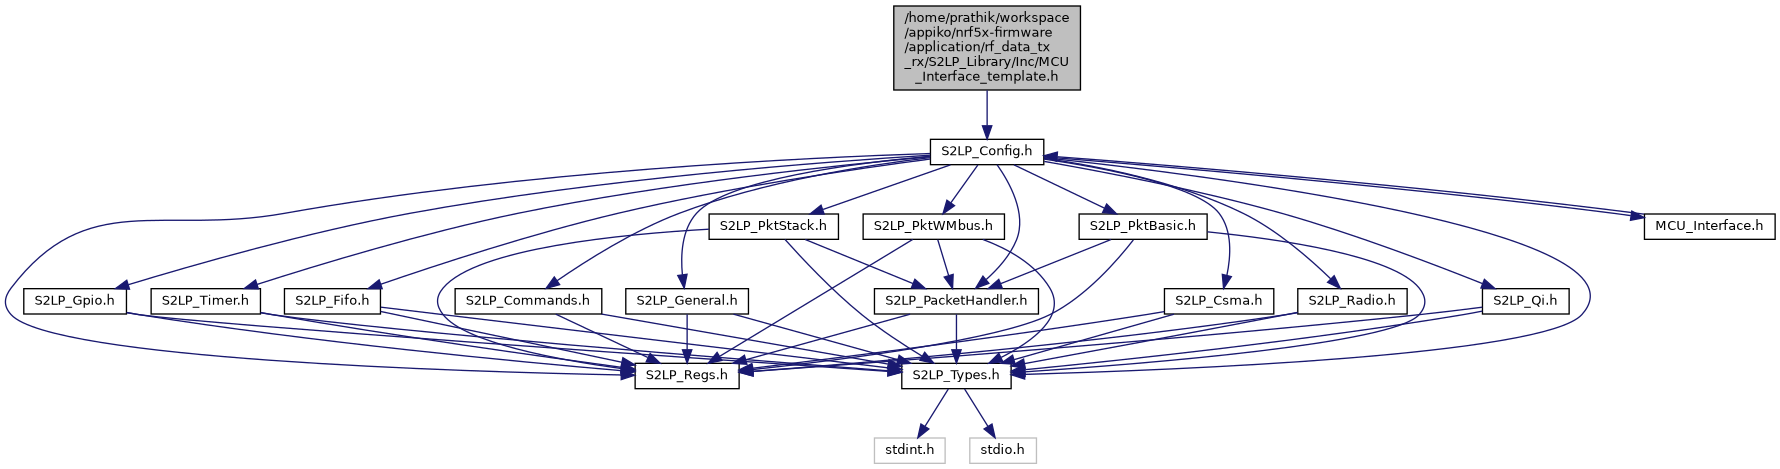 /home/prathik/workspace
/appiko/nrf5x-firmware
/application/rf_data_tx
_rx/S2LP_Library/Inc/MCU
_Interface_template.h
S2LP_Config.h
S2LP_PktStack.h
S2LP_PktWMbus.h
S2LP_PktBasic.h
MCU_Interface.h
S2LP_Gpio.h
S2LP_Timer.h
S2LP_Fifo.h
S2LP_Commands.h
S2LP_General.h
S2LP_PacketHandler.h
S2LP_Csma.h
S2LP_Radio.h
S2LP_Qi.h
S2LP_Regs.h
S2LP_Types.h
stdint.h
stdio.h